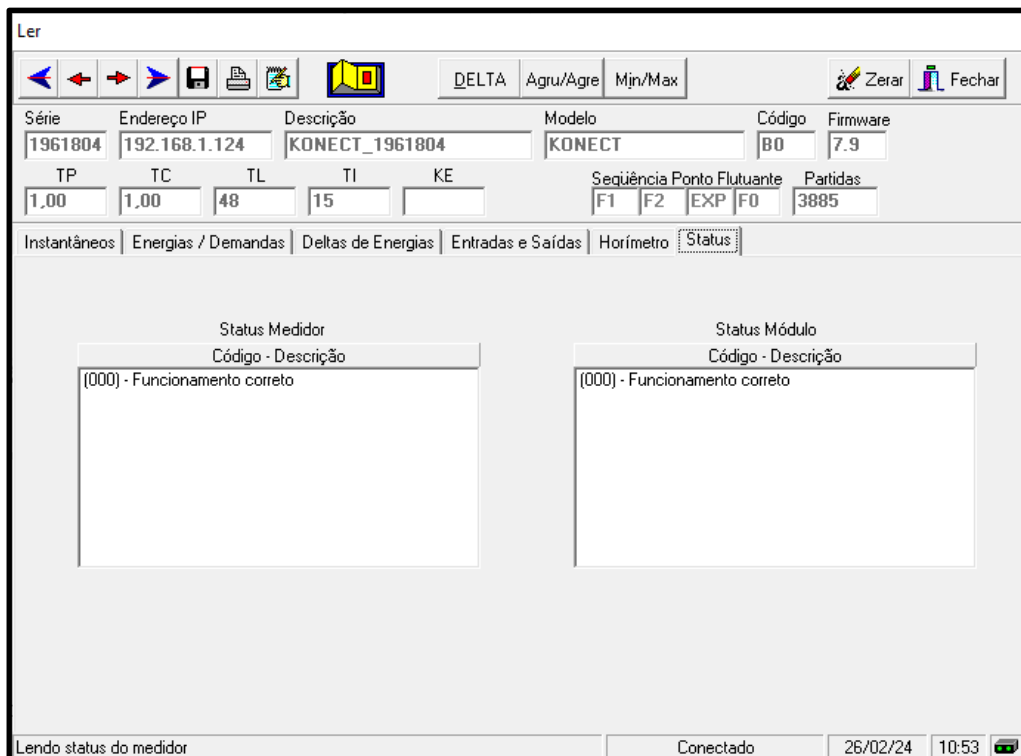 Ler
DELTA Agru/Agre Min/Max Zerar Fechar
Série Endereço IP Descrição Modelo Código Firmware
1961804 192.168.1.124 KONECT_1961804 KONECT B0 7.9
TP TC TL TI KE Seqüência Ponto Flutuante Partidas
1,00 1,00 48 15 F1 F2 EXP F0 3885
Instantâneos Energias / Demandas Deltas de Energias Entradas e Saídas Horímetro Status
Status Medidor Status Módulo
Código - Descrição Código - Descrição
(000) - Funcionamento correto (000) - Funcionamento correto
Lendo status do medidor Conectado 26/02/24 10:53